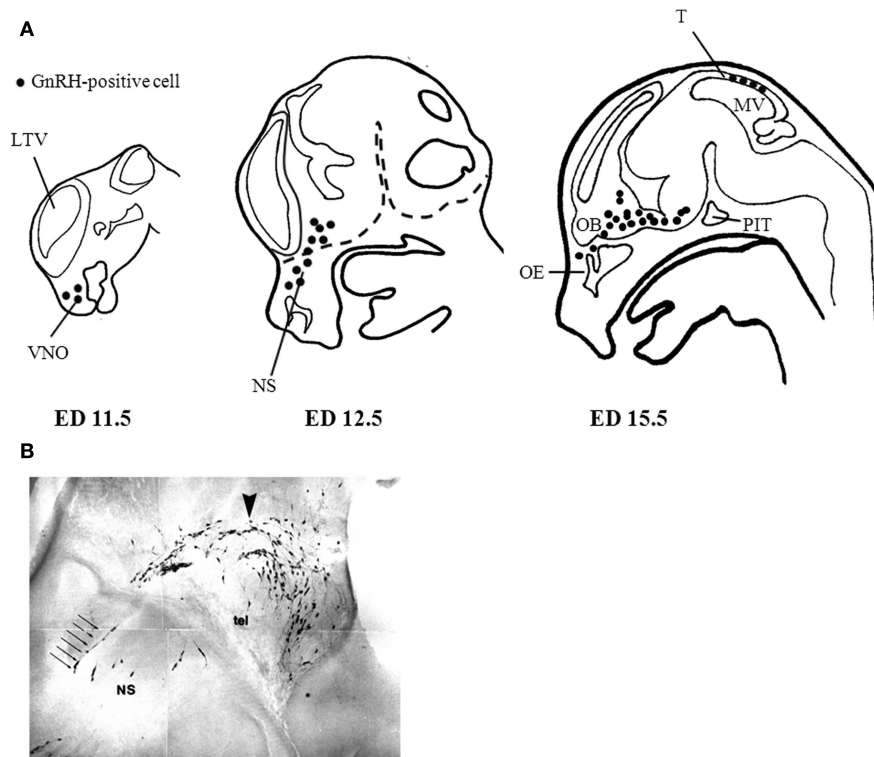 A
GnRH-positive cell
LTV
VNO
ED 11.5
NS
ED 12.5
T
MV
OB
PIT
OE
ED 15.5
B
tel
NS